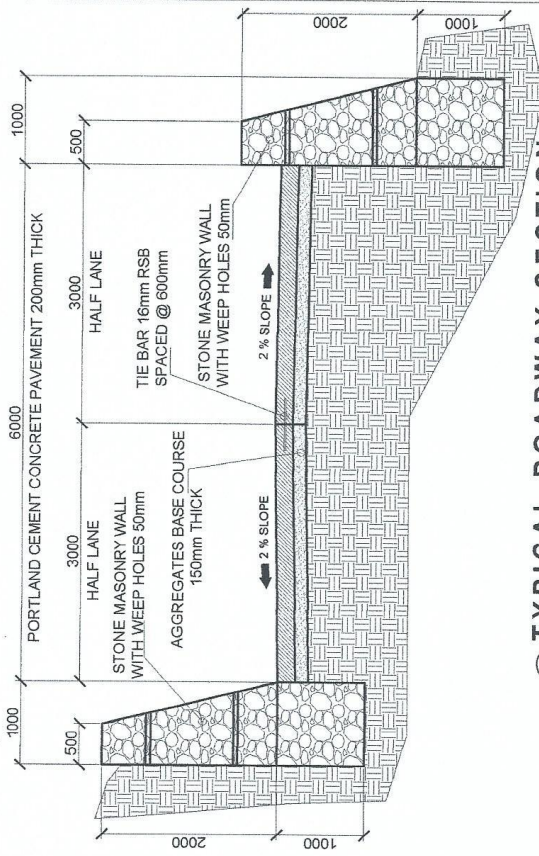 6000
1000
1000
PORTLAND CEMENT CONCRETE PAVEMENT 200mm THICK
500
3000
3000
500
HALF LANE
HALF LANE
STONE MASONRY WALL
WITH WEEP HOLES 50mm
TIE BAR 16mm RSB
SPACED @ 600mm
AGGREGATES BASE COURSE
150mm THICK
STONE MASONRY WALL
WITH WEEP HOLES 50mm
2 % SLOPE
2 % SLOPE
2000
1000
2000
1000
TYPICAL ROADWAY SECTION